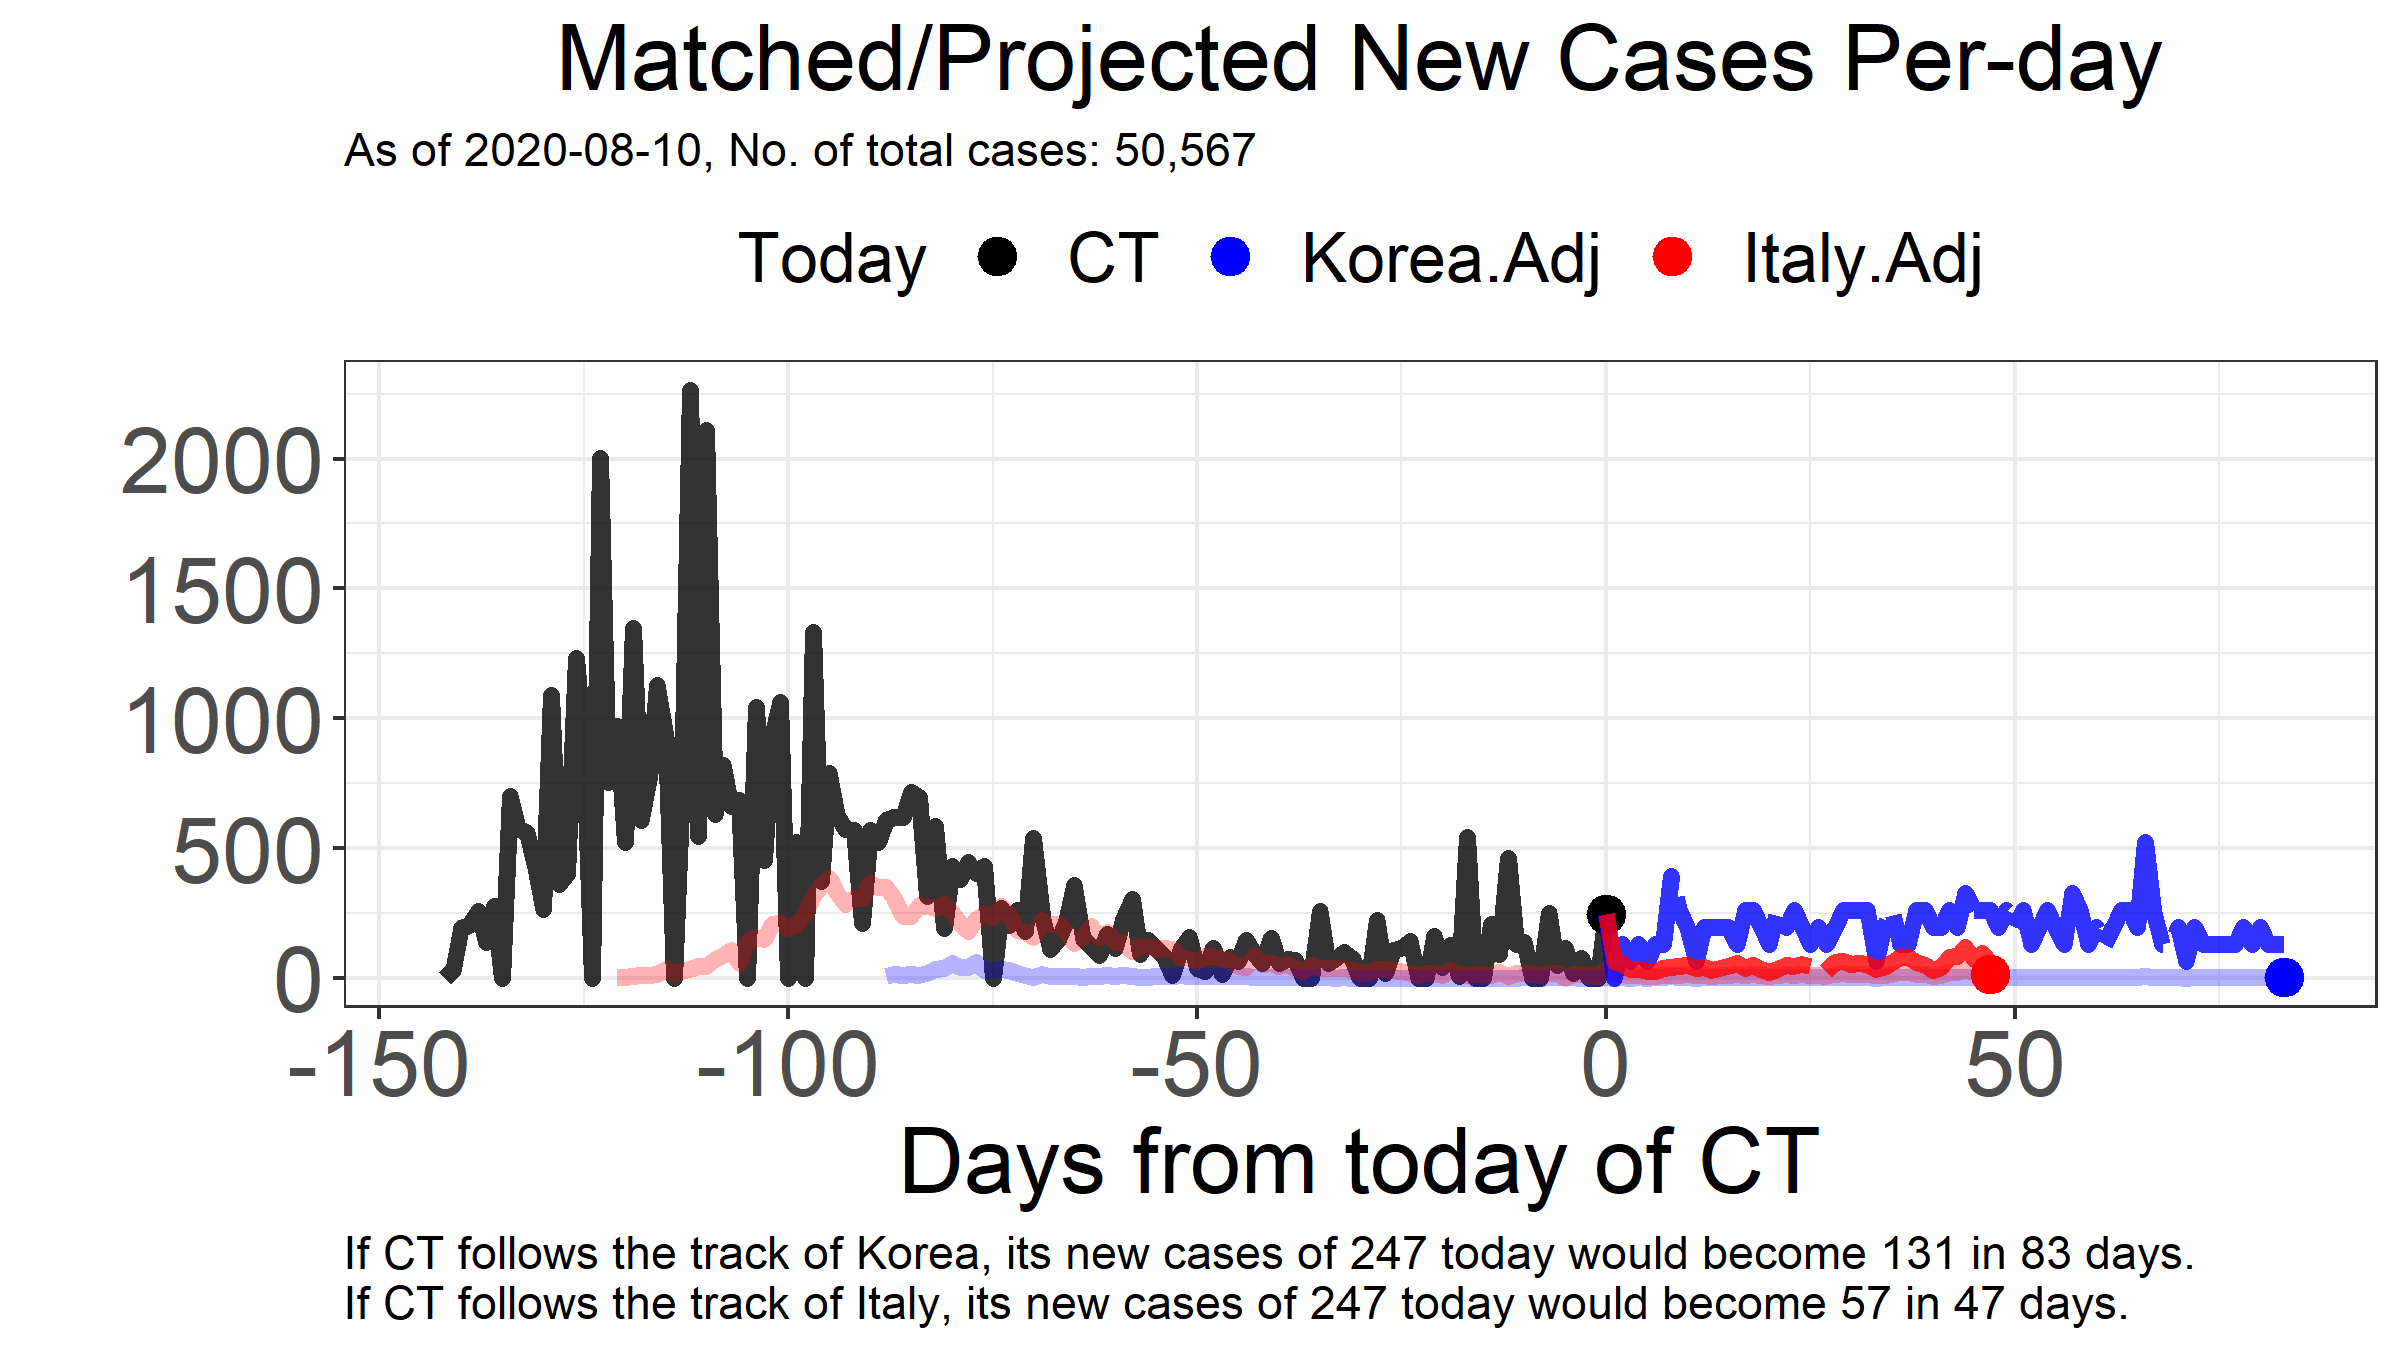 Matched/Projected New Cases Per-day
As of 2020-08-10, No. of total cases: 50,567
Today CT Korea.Adj Italy.Adj
2000
1500
1000
500
0
-150 -100 -50 0 50
Days from today of CT
If CT follows the track of Korea, its new cases of 247 today would become 131 in 83 days.
If CT follows the track of Italy, its new cases of 247 today would become 57 in 47 days.